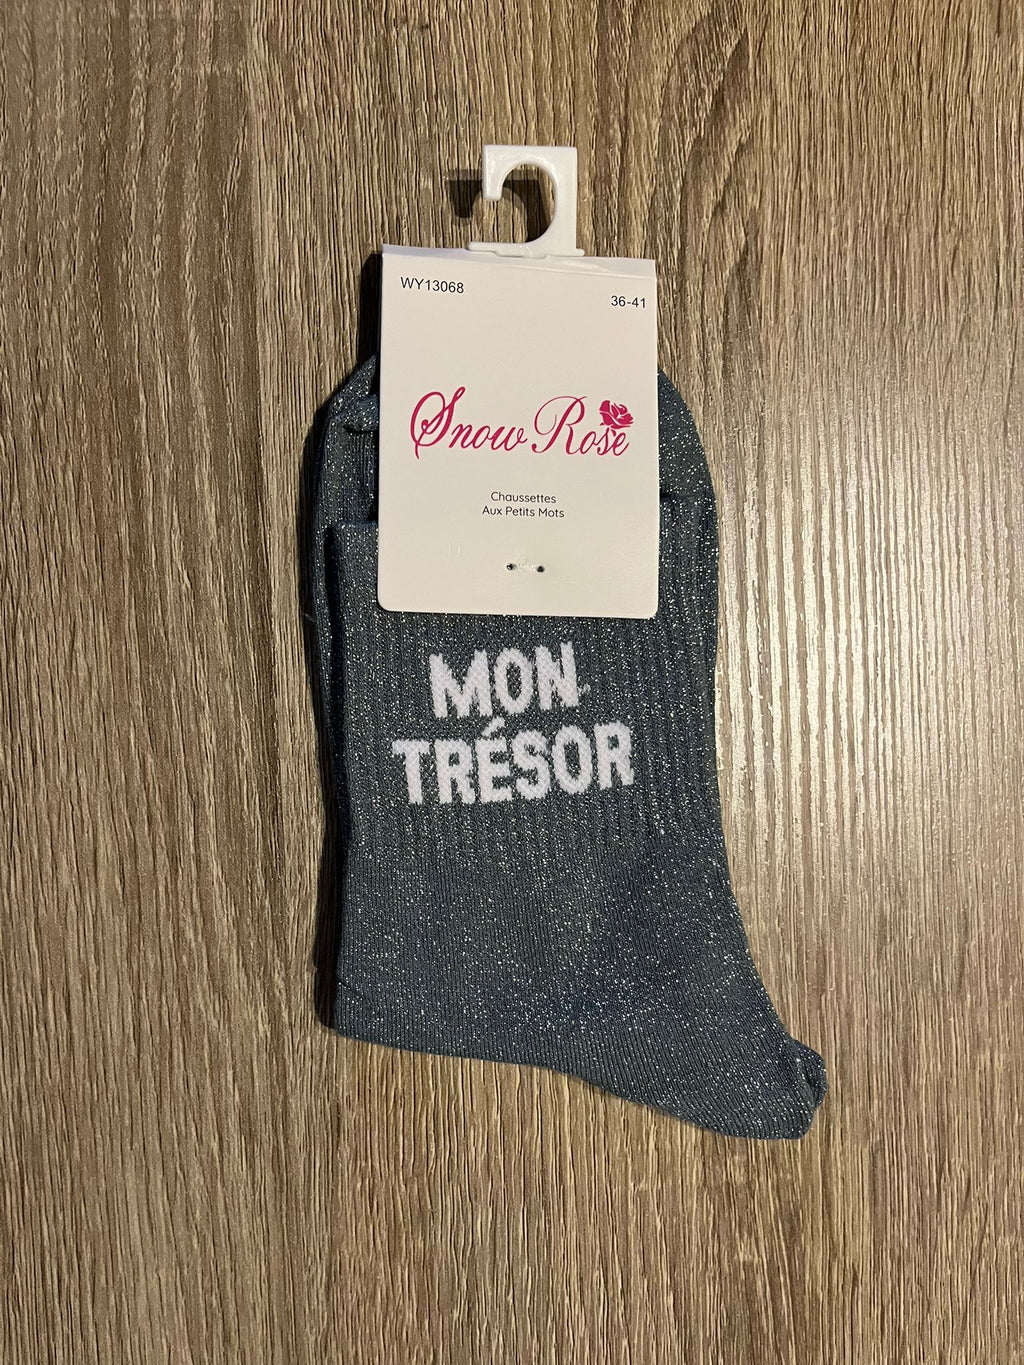 WY13068
36-41
Snow Rose
Chaussettes
Aux Petits Mots
MON
TRÉSOR